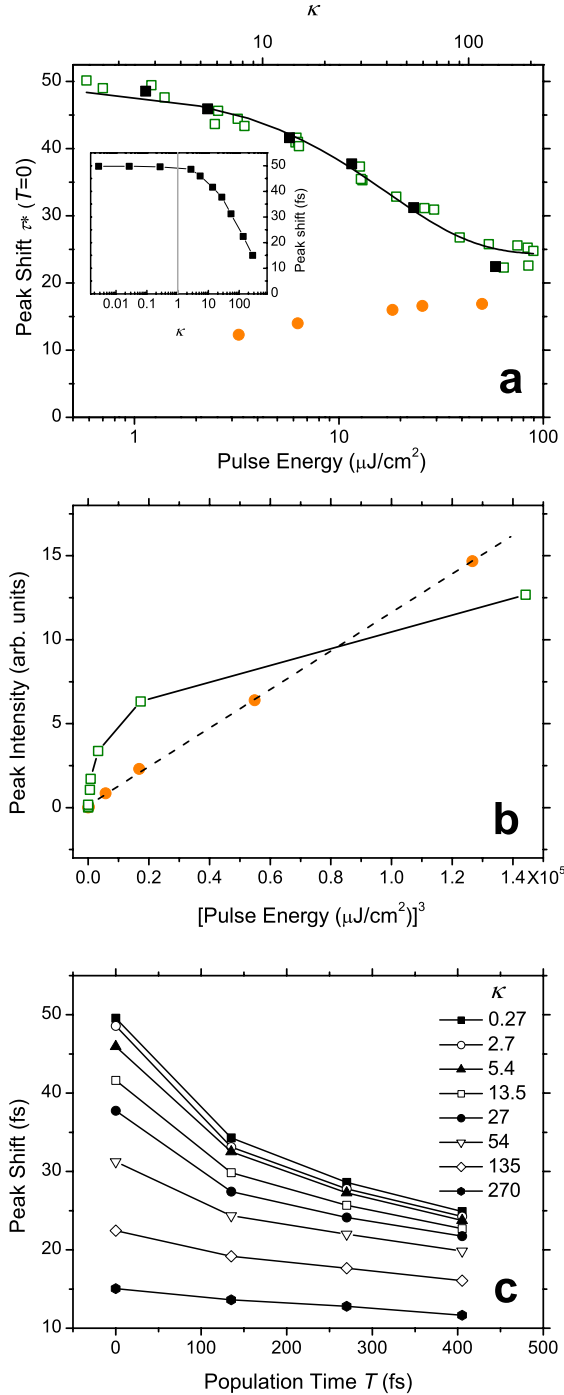 κ
10 100
50
40
30
20
10
0
Peak Shift τ* (T=0)
50
40
30
20
10
0
Peak shift (fs)
0.01 0.1 1 10 100
κ
a
1 10 100
Pulse Energy (μJ/cm²)
15
10
5
0
Peak Intensity (arb. units)
b
0.0 0.2 0.4 0.6 0.8 1.0 1.2 1.4X10⁵
[Pulse Energy (μJ/cm²)]³
50
40
30
20
10
Peak Shift (fs)
κ
0.27
2.7
5.4
13.5
27
54
135
270
c
0 100 200 300 400 500
Population Time T (fs)